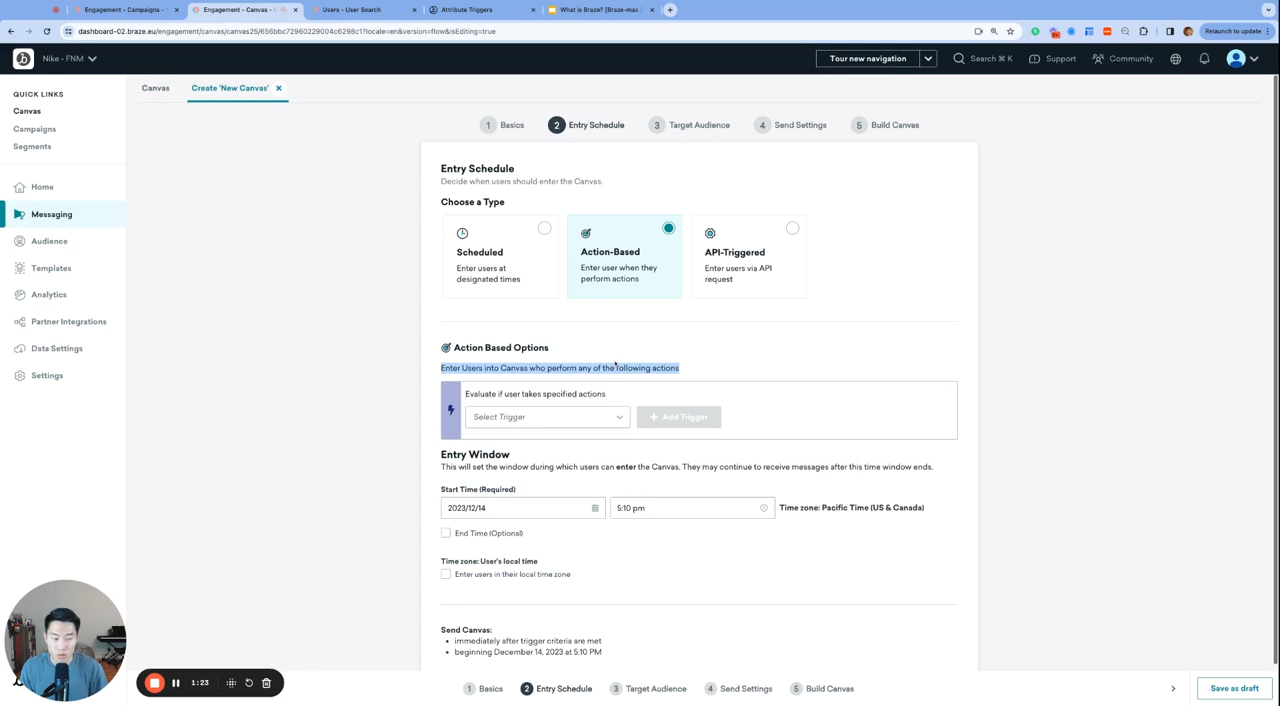 Engagement - Campaigns -
Engagement - Canvas -
Users - User Search
Attribute Triggers
What is Braze? [Braze-mas
dashboard-02.braze.eu/engagement/canvas/canvas25/656bbc72960229004c6298c1?locale=en&version=flow&isEditing=true
Relaunch to update
Nike - FNM
Tour new navigation
Search ⌘ K
Support
Community
QUICK LINKS
Canvas
Campaigns
Segments
Home
Messaging
Audience
Templates
Analytics
Partner Integrations
Data Settings
Settings
Canvas
Create 'New Canvas'
1 Basics
2 Entry Schedule
3 Target Audience
4 Send Settings
5 Build Canvas
Entry Schedule
Decide when users should enter the Canvas.
Choose a Type
Scheduled
Enter users at
designated times
Action-Based
Enter user when they
perform actions
API-Triggered
Enter users via API
request
Action Based Options
Enter Users into Canvas who perform any of the following actions
Evaluate if user takes specified actions
Select Trigger
+ Add Trigger
Entry Window
This will set the window during which users can enter the Canvas. They may continue to receive messages after this time window ends.
Start Time (Required)
2023/12/14
5:10 pm
Time zone: Pacific Time (US & Canada)
End Time (Optional)
Time zone: User's local time
Enter users in their local time zone
Send Canvas:
• immediately after trigger criteria are met
• beginning December 14, 2023 at 5:10 PM
1:23
1 Basics
2 Entry Schedule
3 Target Audience
4 Send Settings
5 Build Canvas
Save as draft